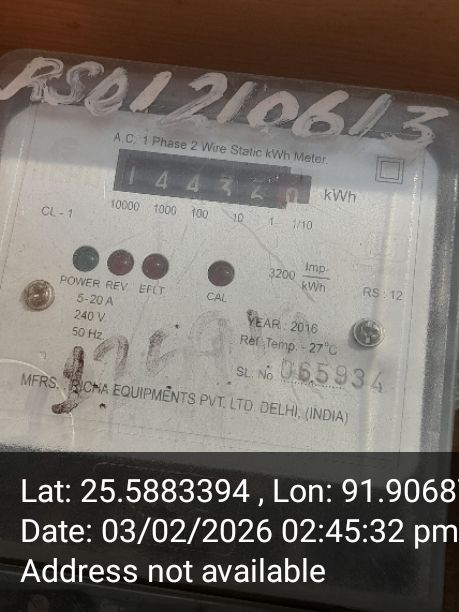 RSD1210613
A.C. 1 Phase 2 Wire Static kWh Meter.
1 4 4 3 2 kWh
CL - 1 10000 1000 100 10 1 1/10
3200 Imp. kWh
POWER REV EFLT CAL RS : 12
5-20 A
240 V. YEAR : 2016
50 Hz Ref. Temp. - 27°C
SL. No 065934
MFRS. EQUIPMENTS PVT. LTD. DELHI, (INDIA)
Lat: 25.5883394 , Lon: 91.9068
Date: 03/02/2026 02:45:32 pm
Address not available